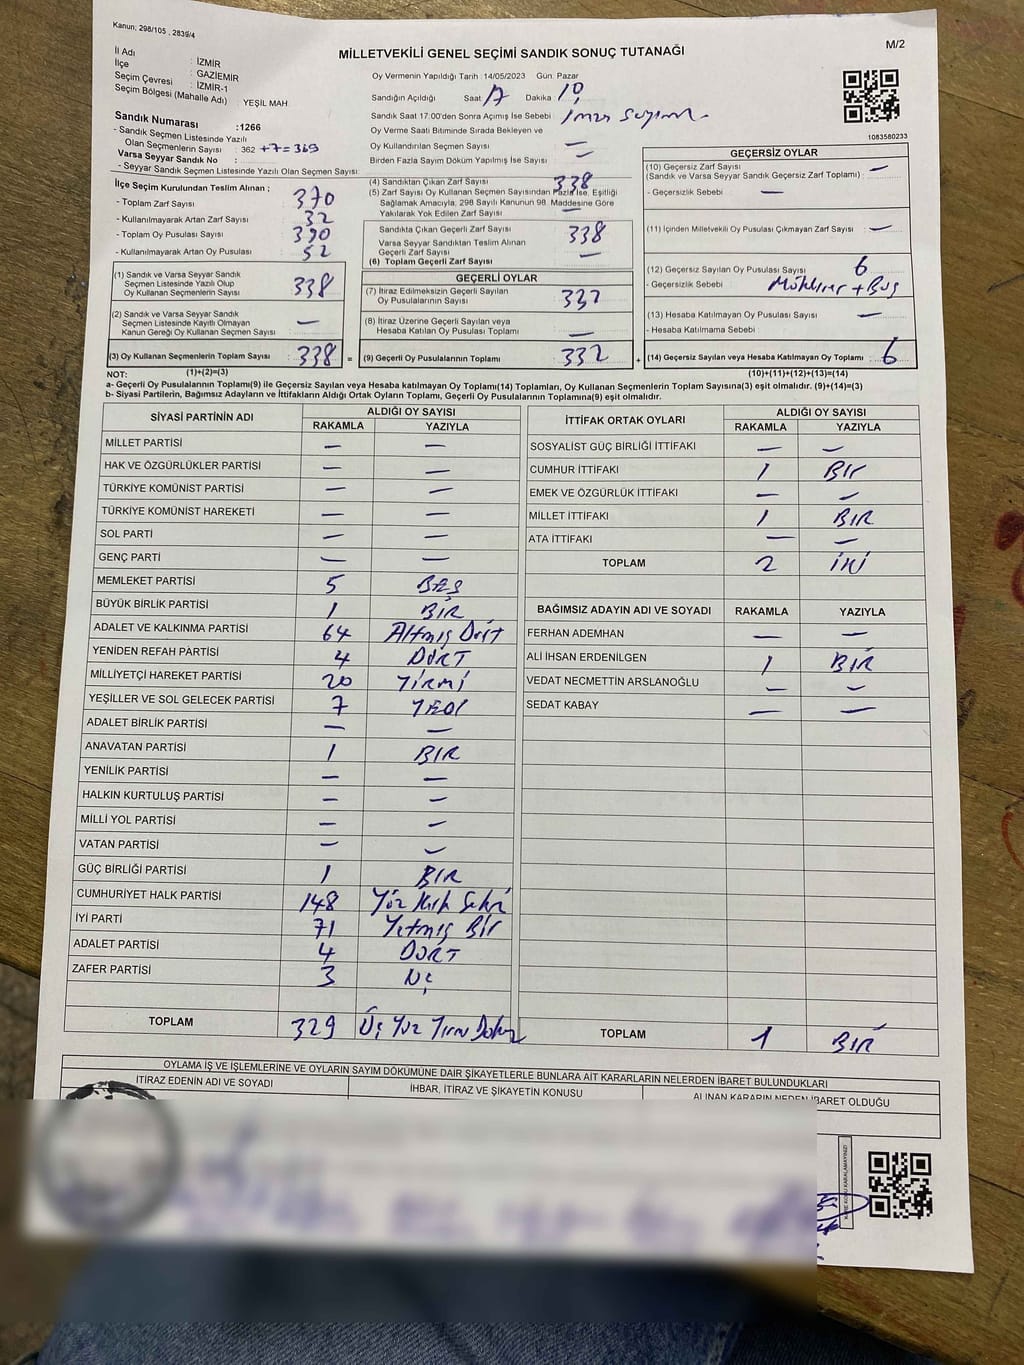 Kanun; 298/105 , 2839/4
M/2
MİLLETVEKİLİ GENEL SEÇİMİ SANDIK SONUÇ TUTANAĞI
İl Adı : İZMİR
İlçe : GAZİEMİR
Seçim Çevresi : İZMİR-1
Seçim Bölgesi (Mahalle Adı) YEŞİL MAH.
Sandık Numarası :1266
- Sandık Seçmen Listesinde Yazılı
Olan Seçmenlerin Sayısı : 362 +7=369
Varsa Seyyar Sandık No :
- Seyyar Sandık Seçmen Listesinde Yazılı Olan Seçmen Sayısı:
Oy Vermenin Yapıldığı Tarih :14/05/2023 Gün: Pazar
Sandığın Açıldığı Saat 17 Dakika 10
Sandık Saat 17:00'den Sonra Açımış İse Sebebi :
Oy Verme Saati Bitiminde Sırada Bekleyen ve
Oy Kullandırılan Seçmen Sayısı : —
Birden Fazla Sayım Döküm Yapılmış İse Sayısı : —
1083580233
İlçe Seçim Kurulundan Teslim Alınan ;
- Toplam Zarf Sayısı : 370
- Kullanılmayarak Artan Zarf Sayısı : 32
- Toplam Oy Pusulası Sayısı : 390
- Kullanılmayarak Artan Oy Pusulası : 52
(4) Sandıktan Çıkan Zarf Sayısı 338
(5) Zarf Sayısı Oy Kullanan Seçmen Sayısından Fazla İse, Eşitliği
Sağlamak Amacıyla, 298 Sayılı Kanunun 98. Maddesine Göre
Yakılarak Yok Edilen Zarf Sayısı —
Sandıkta Çıkan Geçerli Zarf Sayısı 338
Varsa Seyyar Sandıktan Teslim Alınan
Geçerli Zarf Sayısı : —
(6) Toplam Geçerli Zarf Sayısı
GEÇERSİZ OYLAR
(10) Geçersiz Zarf Sayısı —
(Sandık ve Varsa Seyyar Sandık Geçersiz Zarf Toplamı) :
- Geçersizlik Sebebi : —
(11) İçinden Milletvekili Oy Pusulası Çıkmayan Zarf Sayısı : —
(12) Geçersiz Sayılan Oy Pusulası Sayısı : 6
- Geçersizlik Sebebi :
(13) Hesaba Katılmayan Oy Pusulası Sayısı : —
- Hesaba Katılmama Sebebi :
(14) Geçersiz Sayılan veya Hesaba Katılmayan Oy Toplamı : 6
(10)+(11)+(12)+(13)=(14)
(1) Sandık ve Varsa Seyyar Sandık
Seçmen Listesinde Yazılı Olup
Oy Kullanan Seçmenlerin Sayısı : 338
(2) Sandık ve Varsa Seyyar Sandık
Seçmen Listesinde Kayıtlı Olmayan
Kanun Gereği Oy Kullanan Seçmen Sayısı : —
(3) Oy Kullanan Seçmenlerin Toplam Sayısı : 338 =
(1)+(2)=(3)
GEÇERLİ OYLAR
(7) İtiraz Edilmeksizin Geçerli Sayılan
Oy Pusulalarının Sayısı : 332
(8) İtiraz Üzerine Geçerli Sayılan veya
Hesaba Katılan Oy Pusulası Toplamı : —
(9) Geçerli Oy Pusulalarının Toplamı : 332 +
NOT:
a- Geçerli Oy Pusulalarının Toplamı(9) ile Geçersiz Sayılan veya Hesaba katılmayan Oy Toplamı(14) Toplamları, Oy Kullanan Seçmenlerin Toplam Sayısına(3) eşit olmalıdır. (9)+(14)=(3)
b- Siyasi Partilerin, Bağımsız Adayların ve İttifakların Aldığı Ortak Oyların Toplamı, Geçerli Oy Pusulalarının Toplamına(9) eşit olmalıdır.
SİYASİ PARTİNİN ADI ALDIĞI OY SAYISI
RAKAMLA YAZIYLA
MİLLET PARTİSİ — —
HAK VE ÖZGÜRLÜKLER PARTİSİ — —
TÜRKİYE KOMÜNİST PARTİSİ — —
TÜRKİYE KOMÜNİST HAREKETİ — —
SOL PARTİ — —
GENÇ PARTİ — —
MEMLEKET PARTİSİ 5 BEŞ
BÜYÜK BİRLİK PARTİSİ 1 BİR
ADALET VE KALKINMA PARTİSİ 64 Altmış Dört
YENİDEN REFAH PARTİSİ 4 DÖRT
MİLLİYETÇİ HAREKET PARTİSİ 20 YİRMİ
YEŞİLLER VE SOL GELECEK PARTİSİ 7 YEDİ
ADALET BİRLİK PARTİSİ — —
ANAVATAN PARTİSİ 1 BIR
YENİLİK PARTİSİ — —
HALKIN KURTULUŞ PARTİSİ — —
MİLLİ YOL PARTİSİ — —
VATAN PARTİSİ — —
GÜÇ BİRLİĞİ PARTİSİ 1 BIR
CUMHURİYET HALK PARTİSİ 148 Yüz Kırk Sekiz
İYİ PARTİ 71 Yetmiş Bir
ADALET PARTİSİ 4 DÖRT
ZAFER PARTİSİ 3 ÜÇ
TOPLAM 329 Üç Yüz Yirmi Dokuz
İTTİFAK ORTAK OYLARI ALDIĞI OY SAYISI
RAKAMLA YAZIYLA
SOSYALİST GÜÇ BİRLİĞİ İTTİFAKI — —
CUMHUR İTTİFAKI 1 BIr
EMEK VE ÖZGÜRLÜK İTTİFAKI — —
MİLLET İTTİFAKI 1 BIR
ATA İTTİFAKI — —
TOPLAM 2 İKİ
BAĞIMSIZ ADAYIN ADI VE SOYADI RAKAMLA YAZIYLA
FERHAN ADEMHAN — —
ALİ İHSAN ERDENİLGEN 1 BİR
VEDAT NECMETTİN ARSLANOĞLU — —
SEDAT KABAY — —
TOPLAM 1 BİR
OYLAMA İŞ VE İŞLEMLERİNE VE OYLARIN SAYIM DÖKÜMÜNE DAİR ŞİKAYETLERLE BUNLARA AİT KARARLARIN NELERDEN İBARET BULUNDUKLARI
İTİRAZ EDENİN ADI VE SOYADI İHBAR, İTİRAZ VE ŞİKAYETİN KONUSU ALINAN KARARIN NEDEN İBARET OLDUĞU
KARE KODU KARALAMAYINIZ!